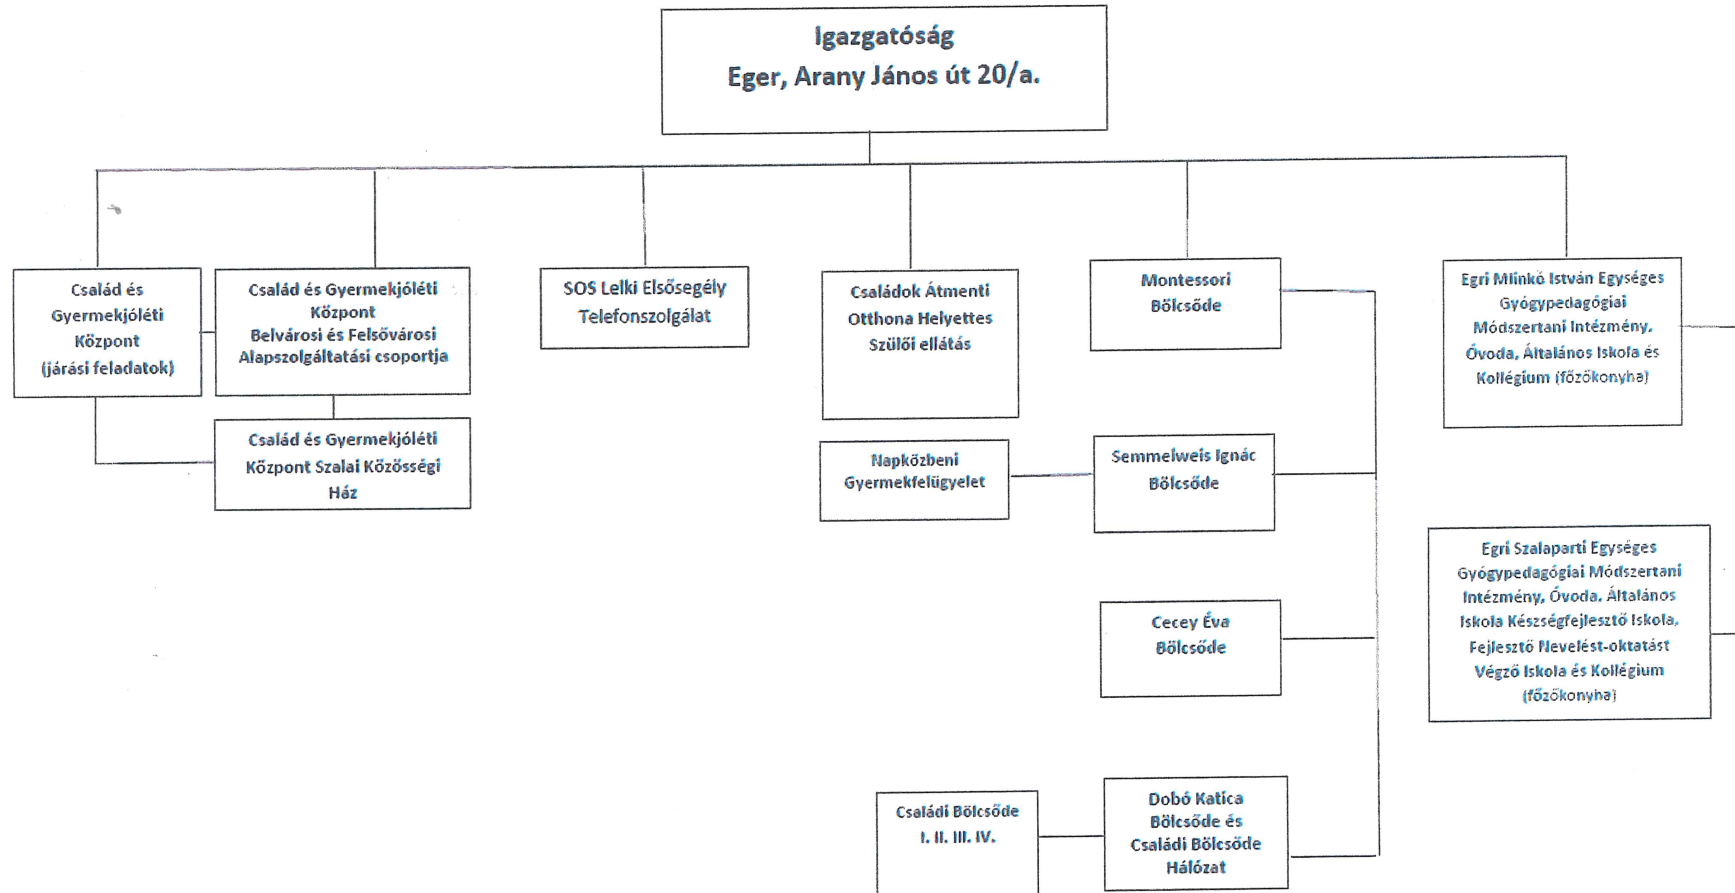 Igazgatóság
Eger, Arany János út 20/a.
Család és
Gyermekjóléti
Központ
(járási feladatok)
Család és Gyermekjóléti
Központ
Belvárosi és Felsővárosi
Alapszolgáltatási csoportja
Család és Gyermekjóléti
Központ Szalai Közösségi
Ház
SOS Lelki Elsősegély
Telefonszolgálat
Családok Átmenti
Otthona Helyettes
Szülői ellátás
Napközbeni
Gyermekfelügyelet
Montessori
Bölcsőde
Semmelweis Ignác
Bölcsőde
Cecey Éva
Bölcsőde
Családi Bölcsőde
I. II. III. IV.
Dobó Katica
Bölcsőde és
Családi Bölcsőde
Hálózat
Egri Mlinkó István Egységes
Gyógypedagógiai
Módszertani Intézmény,
Óvoda, Általános Iskola és
Kollégium (főzőkonyha)
Egri Szalaparti Egységes
Gyógypedagógiai Módszertani
Intézmény, Óvoda, Általános
Iskola Készségfejlesztő Iskola,
Fejlesztő Nevelést-oktatást
Végző Iskola és Kollégium
(főzőkonyha)